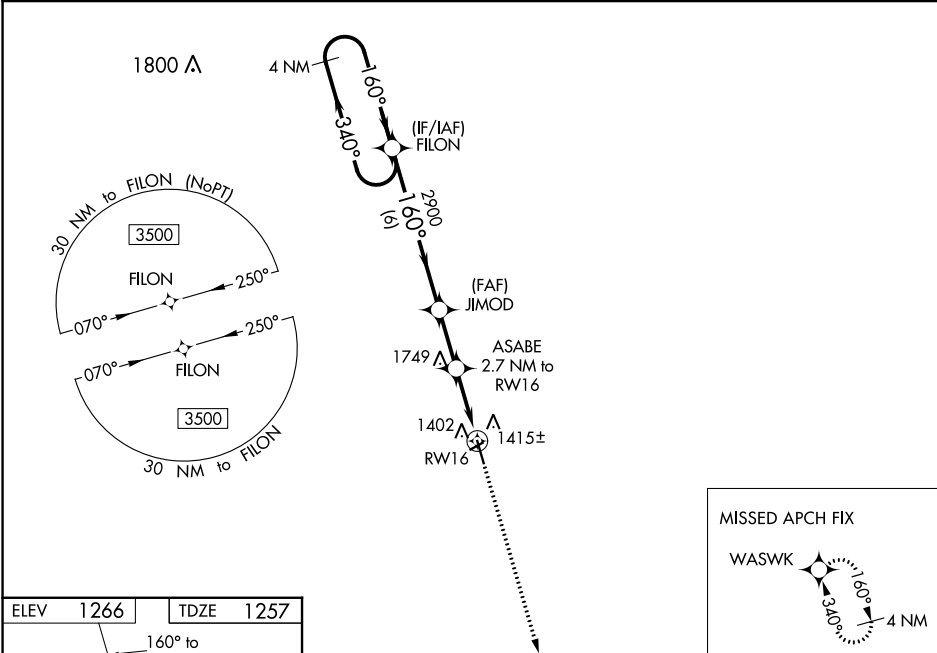 1800
4 NM
160°
340°
(IF/IAF)
FILON
2900
160°
(6)
30 NM to FILON (NoPT)
3500
FILON
250°
070°
250°
070°
FILON
3500
30 NM to FILON
(FAF)
JIMOD
1749
ASABE
2.7 NM to
RW16
1402
1415±
RW16
MISSED APCH FIX
WASWK
160°
340°
4 NM
ELEV 1266
TDZE 1257
160° to